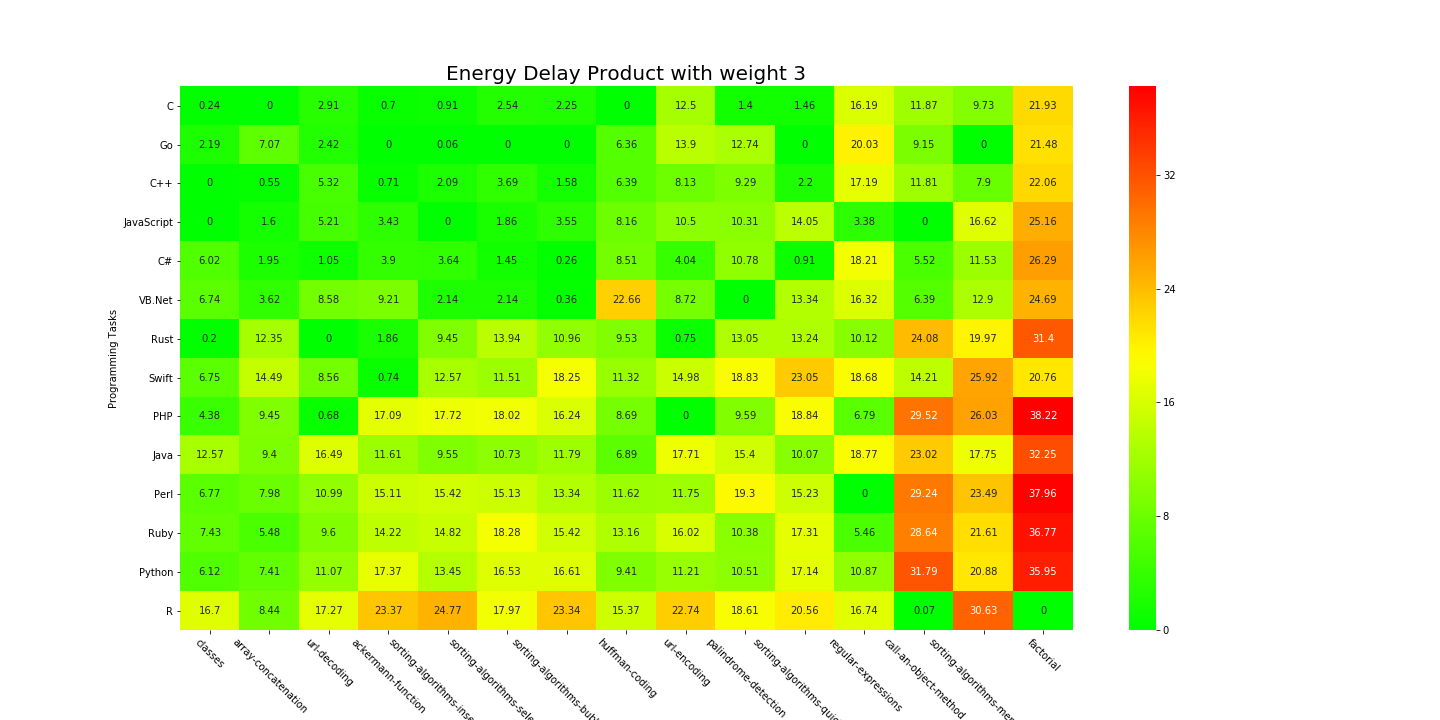 Energy Delay Product with weight 3
C 0.24 0 2.91 0.7 0.91 2.54 2.25 0 12.5 1.4 1.46 16.19 11.87 9.73 21.93
Go 2.19 7.07 2.42 0 0.06 0 0 6.36 13.9 12.74 0 20.03 9.15 0 21.48
C++ 0 0.55 5.32 0.71 2.09 3.69 1.58 6.39 8.13 9.29 2.2 17.19 11.81 7.9 22.06
JavaScript 0 1.6 5.21 3.43 0 1.86 3.55 8.16 10.5 10.31 14.05 3.38 0 16.62 25.16
C# 6.02 1.95 1.05 3.9 3.64 1.45 0.26 8.51 4.04 10.78 0.91 18.21 5.52 11.53 26.29
VB.Net 6.74 3.62 8.58 9.21 2.14 2.14 0.36 22.66 8.72 0 13.34 16.32 6.39 12.9 24.69
Rust 0.2 12.35 0 1.86 9.45 13.94 10.96 9.53 0.75 13.05 13.24 10.12 24.08 19.97 31.4
Swift 6.75 14.49 8.56 0.74 12.57 11.51 18.25 11.32 14.98 18.83 23.05 18.68 14.21 25.92 20.76
PHP 4.38 9.45 0.68 17.09 17.72 18.02 16.24 8.69 0 9.59 18.84 6.79 29.52 26.03 38.22
Java 12.57 9.4 16.49 11.61 9.55 10.73 11.79 6.89 17.71 15.4 10.07 18.77 23.02 17.75 32.25
Perl 6.77 7.98 10.99 15.11 15.42 15.13 13.34 11.62 11.75 19.3 15.23 0 29.24 23.49 37.96
Ruby 7.43 5.48 9.6 14.22 14.82 18.28 15.42 13.16 16.02 10.38 17.31 5.46 28.64 21.61 36.77
Python 6.12 7.41 11.07 17.37 13.45 16.53 16.61 9.41 11.21 10.51 17.14 10.87 31.79 20.88 35.95
R 16.7 8.44 17.27 23.37 24.77 17.97 23.34 15.37 22.74 18.61 20.56 16.74 0.07 30.63 0
Programming Tasks
classes
array-concatenation
url-decoding
ackermann-function
sorting-algorithms-inse
sorting-algorithms-sele
sorting-algorithms-bub
huffman-coding
url-encoding
palindrome-detection
sorting-algorithms-quic
regular-expressions
call-an-object-method
sorting-algorithms-mer
factorial
32
24
16
8
0